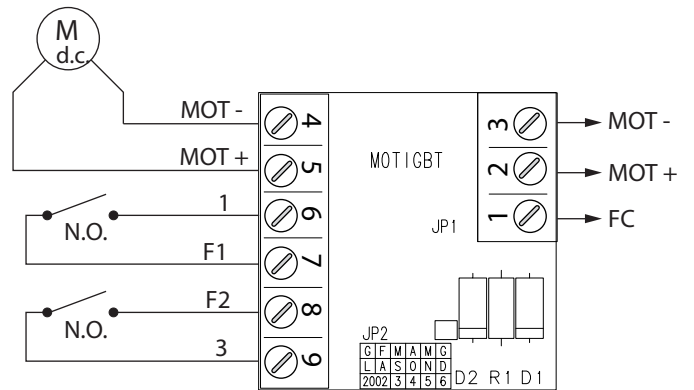 M
d.c.
MOT -
MOT +
1
F1
F2
3
N.O.
N.O.
4
5
6
7
8
9
MOTIGBT
JP1
JP2
3
2
1
MOT -
MOT +
FC
G F M A M G
L A S O N D
2002 3 4 5 6
D2 R1 D1